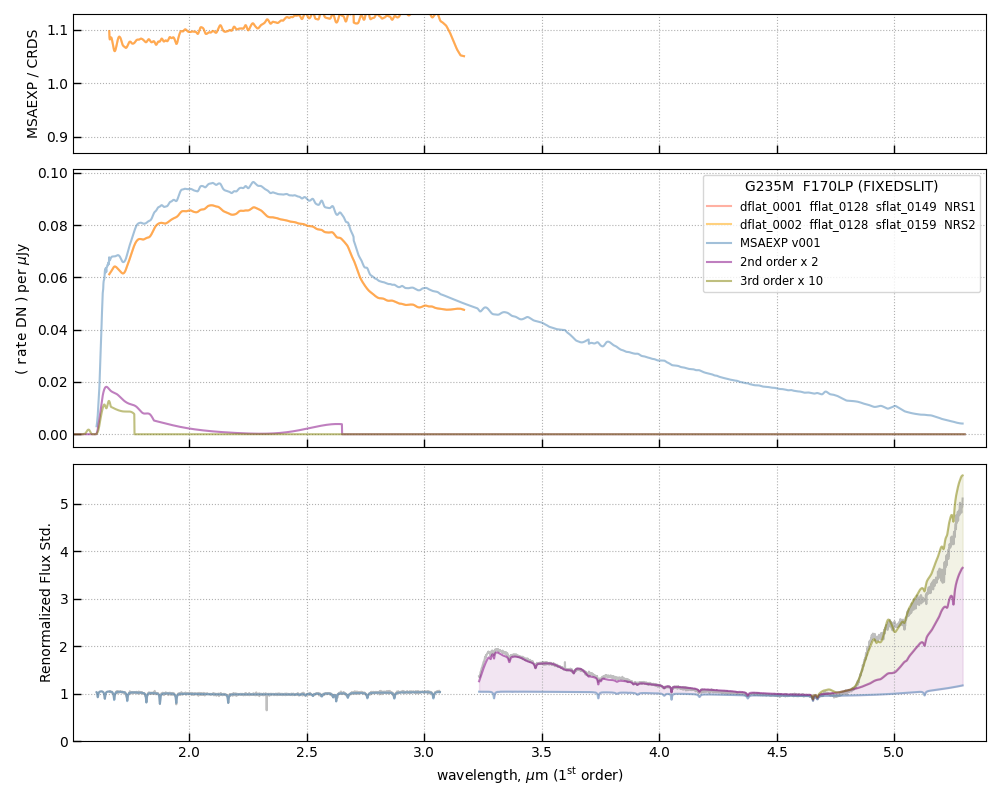 MSAEXP / CRDS
1.1
1.0
0.9
( rate DN ) per μJy
0.10
0.08
0.06
0.04
0.02
0.00
G235M F170LP (FIXEDSLIT)
dflat_0001 fflat_0128 sflat_0149 NRS1
dflat_0002 fflat_0128 sflat_0159 NRS2
MSAEXP v001
2nd order x 2
3rd order x 10
Renormalized Flux Std.
5
4
3
2
1
0
2.0 2.5 3.0 3.5 4.0 4.5 5.0
wavelength, μm (1st order)